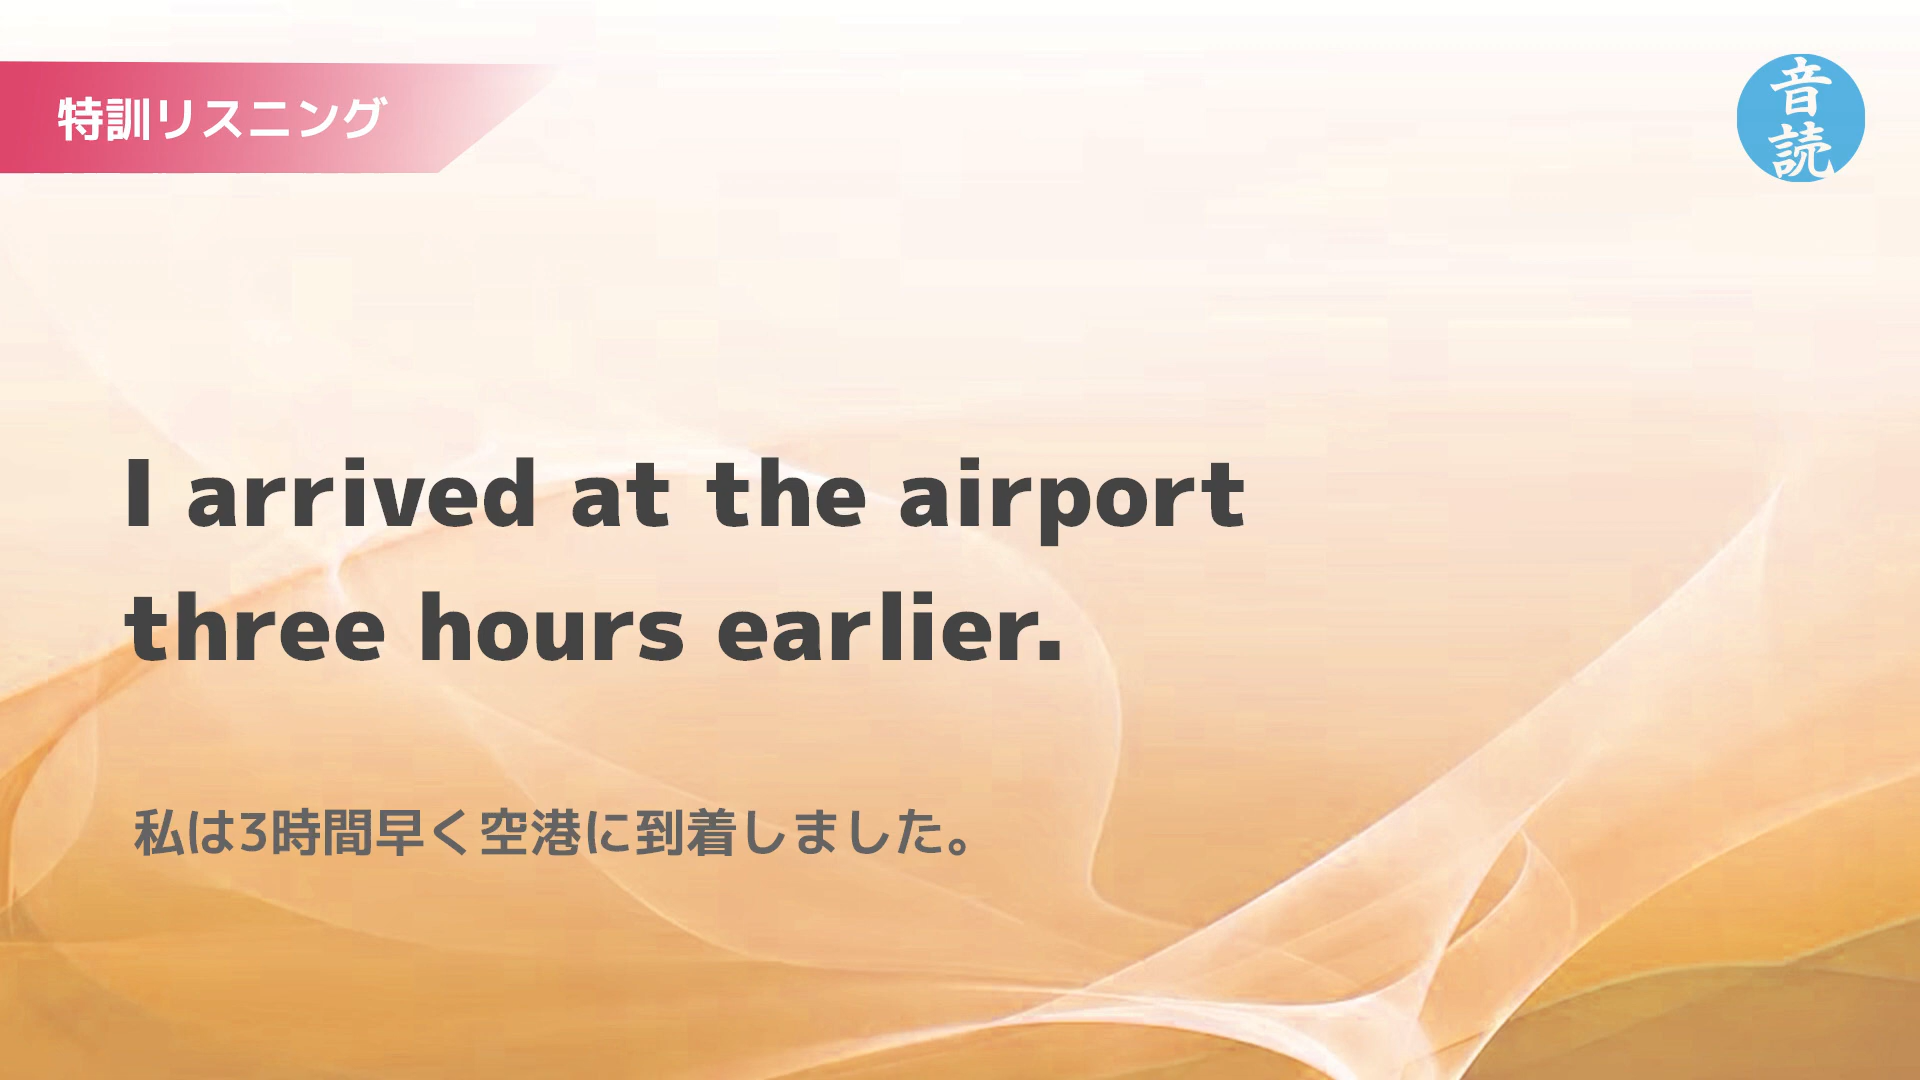 特訓リスニング
音
読
I arrived at the airport
three hours earlier.
私は3時間早く空港に到着しました。